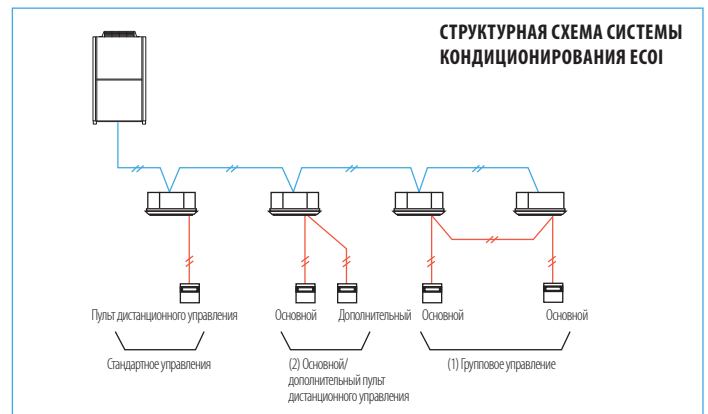 СТРУКТУРНАЯ СХЕМА СИСТЕМЫ
КОНДИЦИОНИРОВАНИЯ ECOI
Пульт дистанционного управления
Основной
Дополнительный
Основной
Основной
Стандартное управления
(2) Основной/
дополнительный пульт
дистанционного управления
(1) Групповое управление